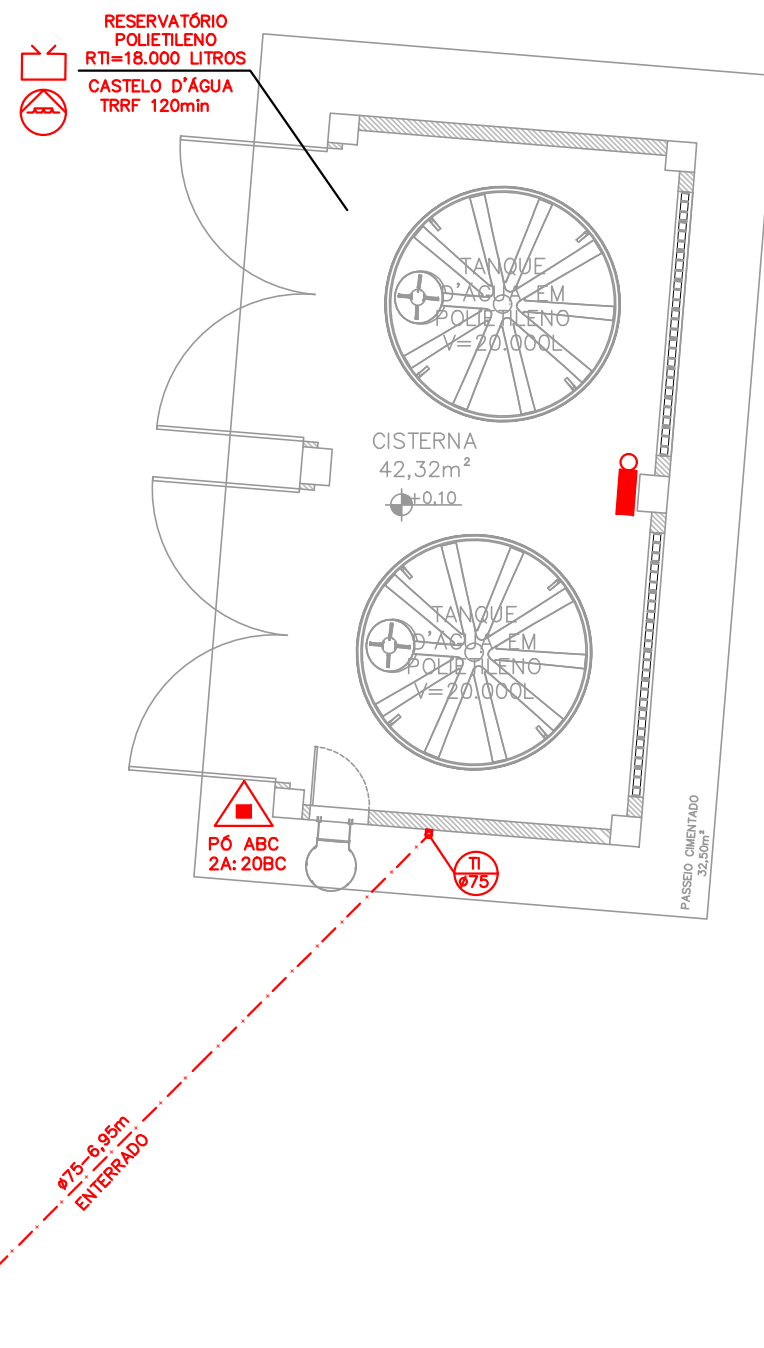 RESERVATÓRIO
POLIETILENO
RTI=18.000 LITROS
CASTELO D'ÁGUA
TRRF 120min
TANQUE
D'ÁGUA EM
POLIETILENO
V=20.000L
CISTERNA
42,32m²
+0,10
TANQUE
D'ÁGUA EM
POLIETILENO
V=20.000L
PÓ ABC
2A:20BC
TI
ø75
PASSEIO CIMENTADO
32,50m²
ø75-6,95m
ENTERRADO